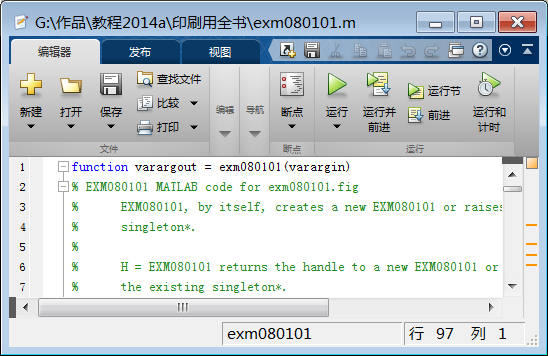 G:\作品\教程2014a\印刷用全书\exm080101.m
编辑器 发布 视图
新建 打开 保存 查找文件 比较 打印 编辑 导航 断点 运行 运行并前进 运行节 前进 运行和计时
文件 断点 运行
1 function varargout = exm080101(varargin)
2 % EXM080101 MATLAB code for exm080101.fig
3 % EXM080101, by itself, creates a new EXM080101 or raises
4 % singleton*.
5 %
6 % H = EXM080101 returns the handle to a new EXM080101 or
7 % the existing singleton*.
exm080101 行 97 列 1